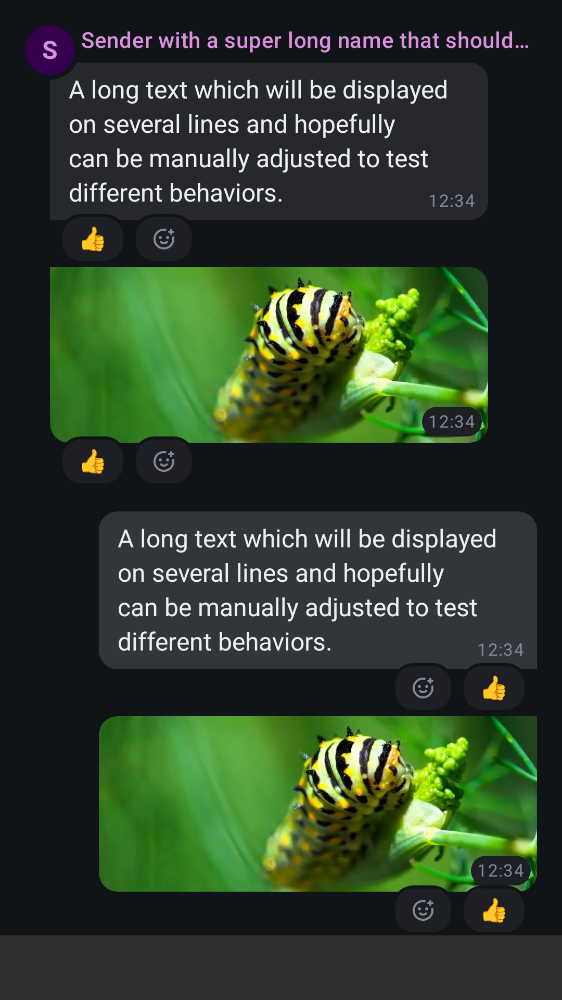 S
Sender with a super long name that should...
A long text which will be displayed
on several lines and hopefully
can be manually adjusted to test
different behaviors.
12:34
12:34
A long text which will be displayed
on several lines and hopefully
can be manually adjusted to test
different behaviors.
12:34
12:34